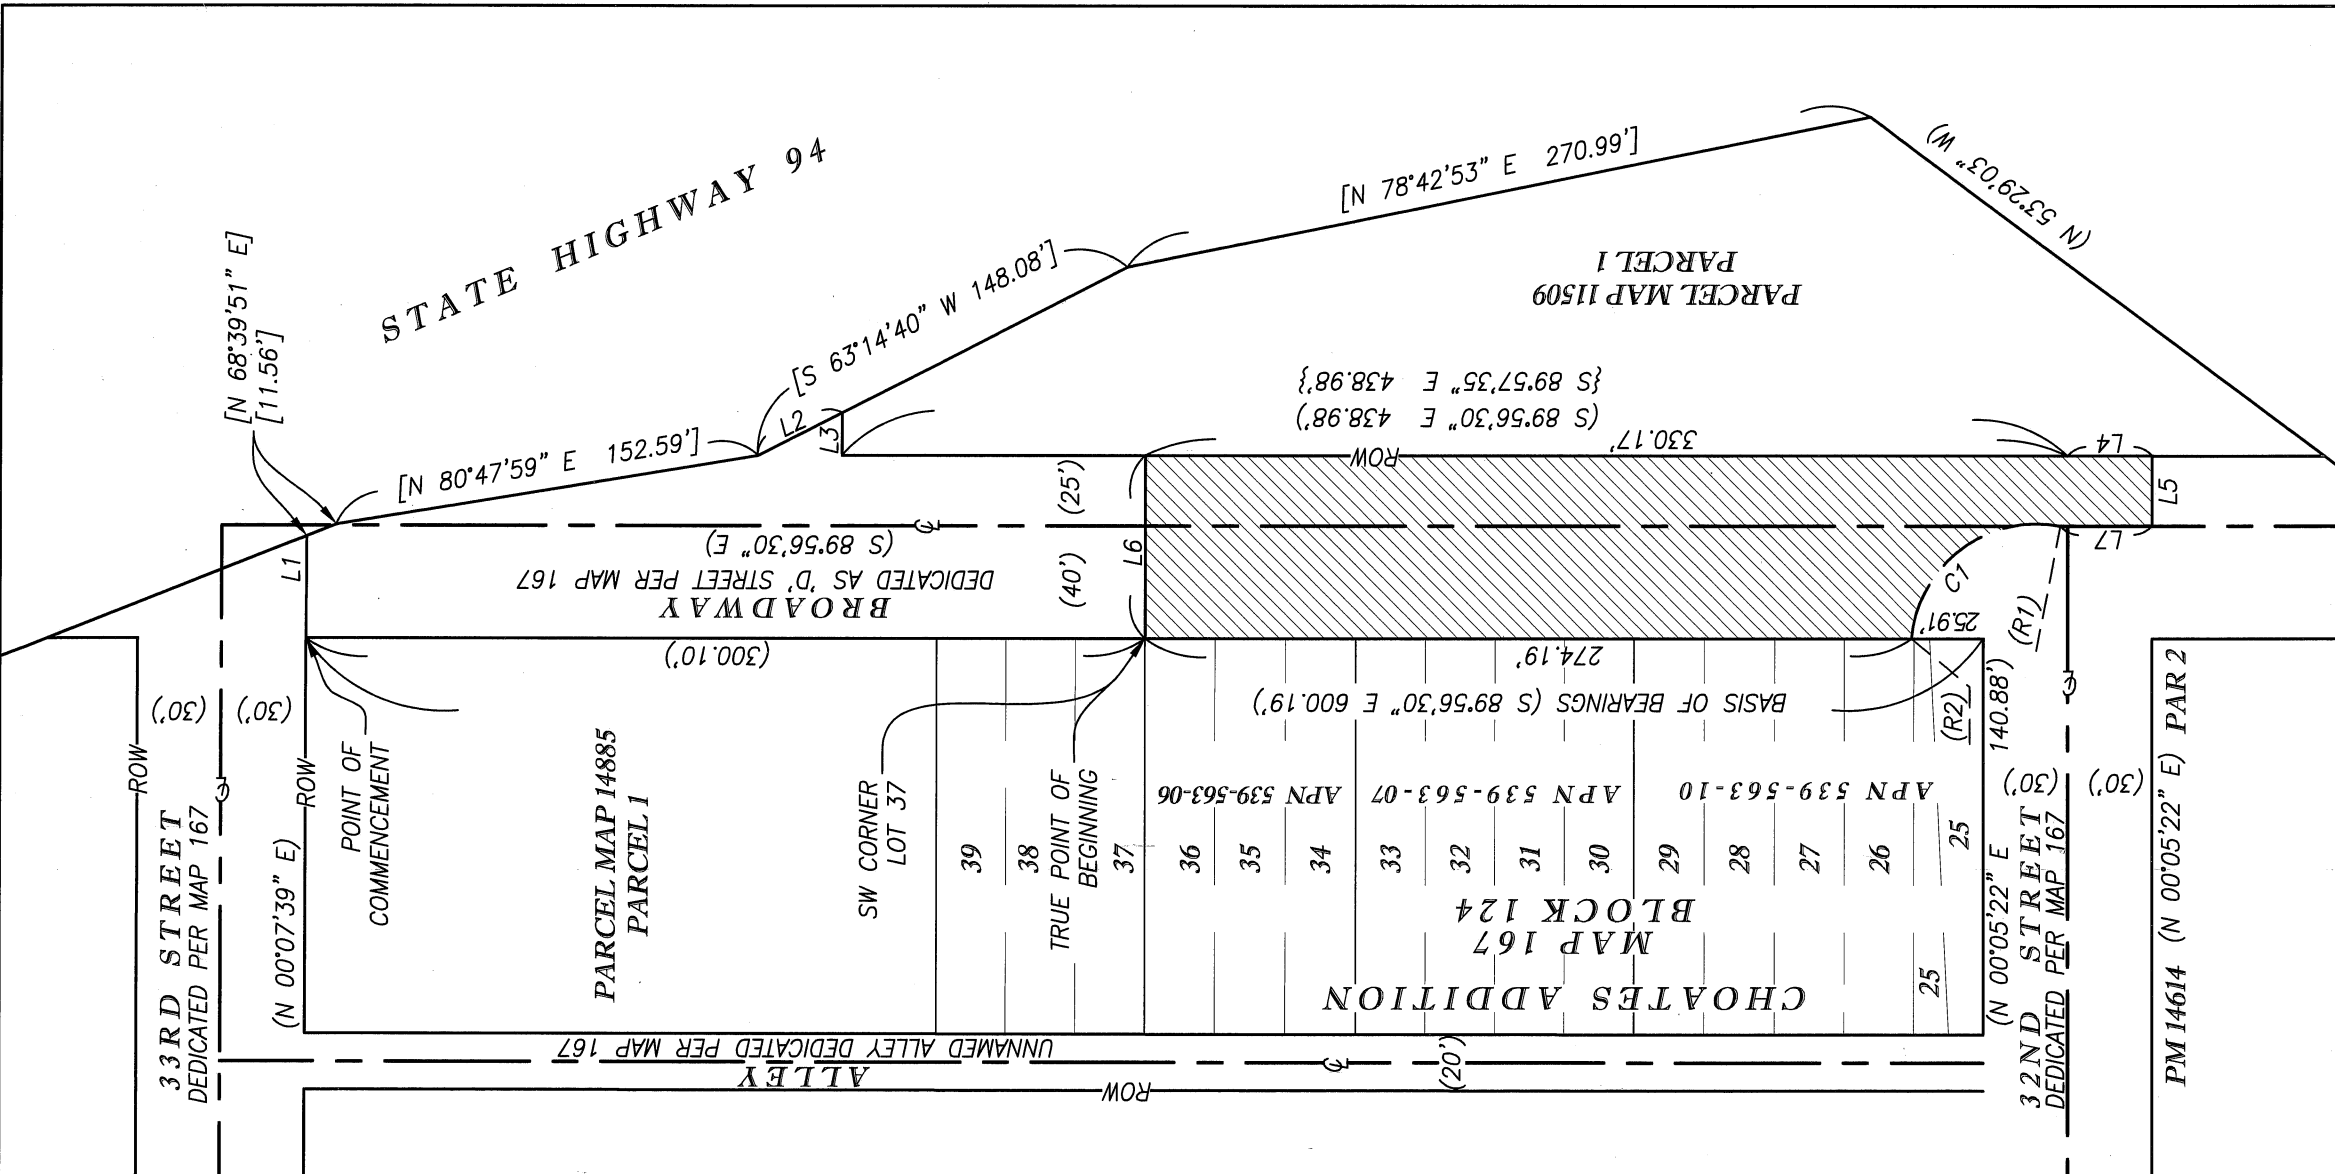 STATE HIGHWAY 94
[N 68°39'51" E]
[11.56']
[N 80°47'59" E 152.59']
[S 63°14'40" W 148.08']
[N 78°42'53" E 270.99']
(N 53°29'03" W)
PARCEL MAP 11509
PARCEL 1
{S 89°57'35" E 438.98'}
(S 89°56'30" E 438.98')
330.17'
ROW
L1
L2
L3
L4
L5
L6
L7
C1
25.91'
(R1)
(R2)
(25')
(40')
℄
(S 89°56'30" E)
DEDICATED AS 'D' STREET PER MAP 167
BROADWAY
(300.10')
274.19'
BASIS OF BEARINGS (S 89°56'30" E 600.19')
(30')
(30')
ROW
ROW
℄
33RD STREET
DEDICATED PER MAP 167
(N 00°07'39" E)
POINT OF
COMMENCEMENT
PARCEL MAP 14885
PARCEL 1
SW CORNER
LOT 37
TRUE POINT OF
BEGINNING
APN 539-563-06
APN 539-563-07
APN 539-563-10
39
38
37
36
35
34
33
32
31
30
29
28
27
26
25
25
CHOATES ADDITION
MAP 167
BLOCK 124
(N 00°05'22" E 140.88')
32ND STREET
DEDICATED PER MAP 167
(30')
(30')
℄
PM 14614 (N 00°05'22" E) PAR 2
UNNAMED ALLEY DEDICATED PER MAP 167
ALLEY
℄
(20')
ROW